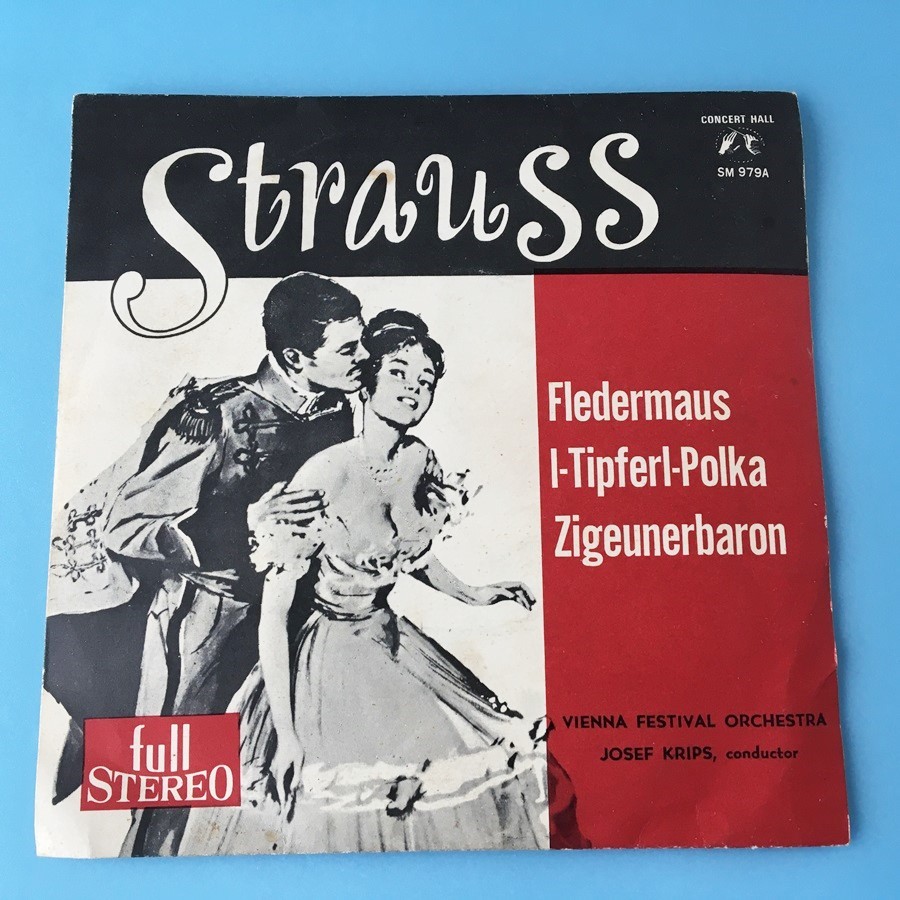 Strauss
CONCERT HALL
SM 979A
Fledermaus
I-Tipferl-Polka
Zigeunerbaron
VIENNA FESTIVAL ORCHESTRA
JOSEF KRIPS, conductor
full
STEREO